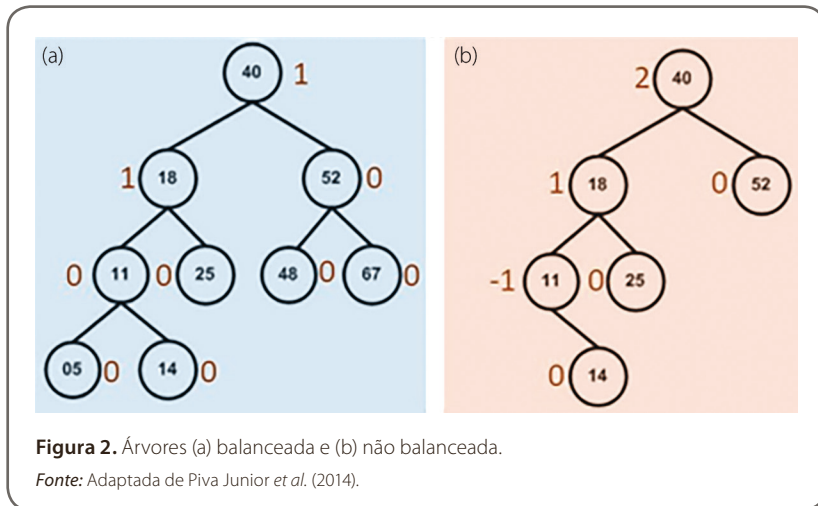 (a)
40 1
1 18 52 0
0 11 0 25 48 0 67 0
05 0 14 0
(b)
2 40
1 18 0 52
-1 11 0 25
0 14
Figura 2. Árvores (a) balanceada e (b) não balanceada.
Fonte: Adaptada de Piva Junior et al. (2014).